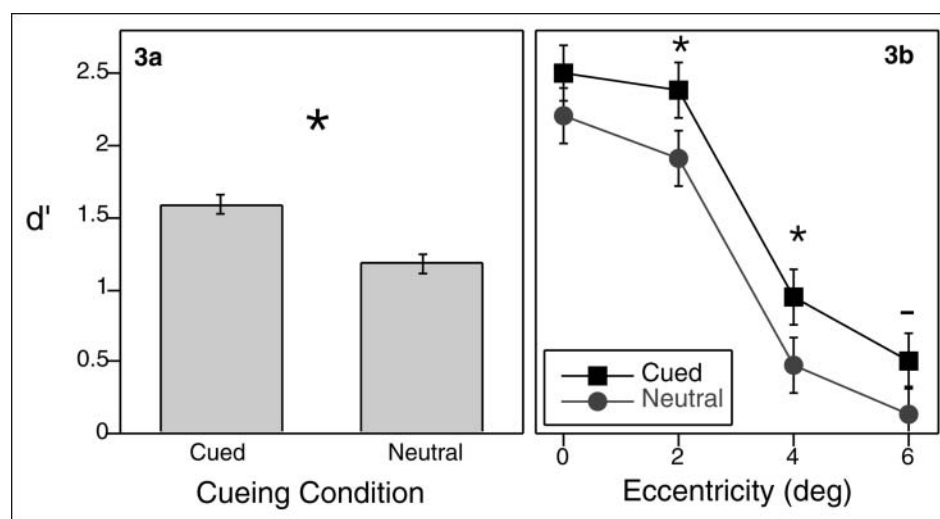 3a
*
2.5
2
1.5
1
0.5
0
d'
Cued
Neutral
Cueing Condition
3b
*
*
Cued
Neutral
0
2
4
6
Eccentricity (deg)